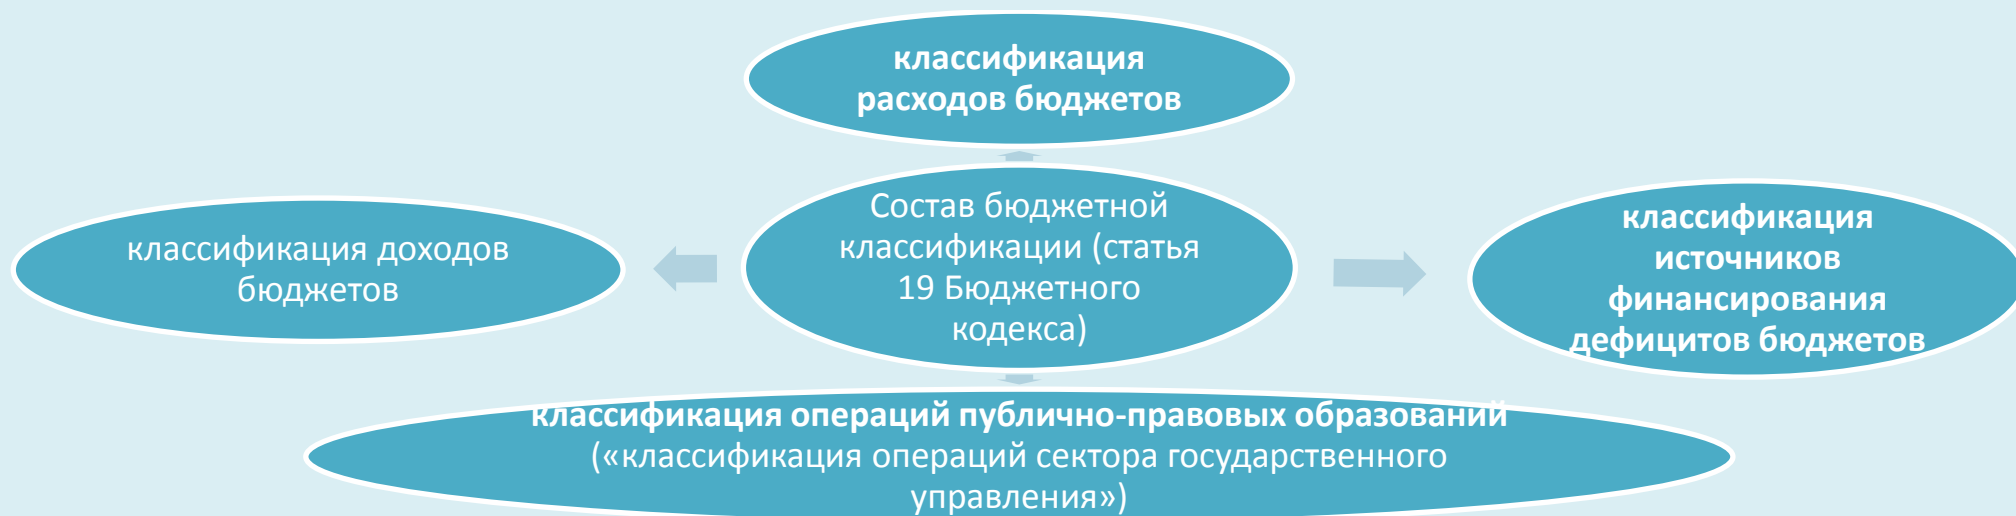 классификация
расходов бюджетов
классификация доходов
бюджетов
Состав бюджетной
классификации (статья
19 Бюджетного
кодекса)
классификация
источников
финансирования
дефицитов бюджетов
классификация операций публично-правовых образований
(«классификация операций сектора государственного
управления»)